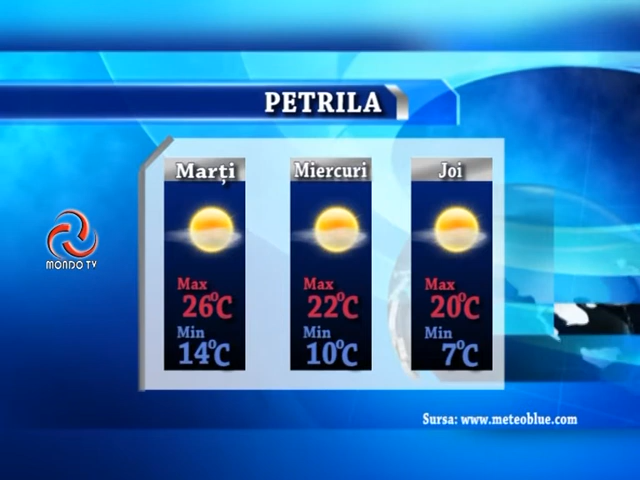 PETRILA
Marți
Miercuri
Joi
Max
26°C
Min
14°C
Max
22°C
Min
10°C
Max
20°C
Min
7°C
MONDO TV
Sursa: www.meteoblue.com